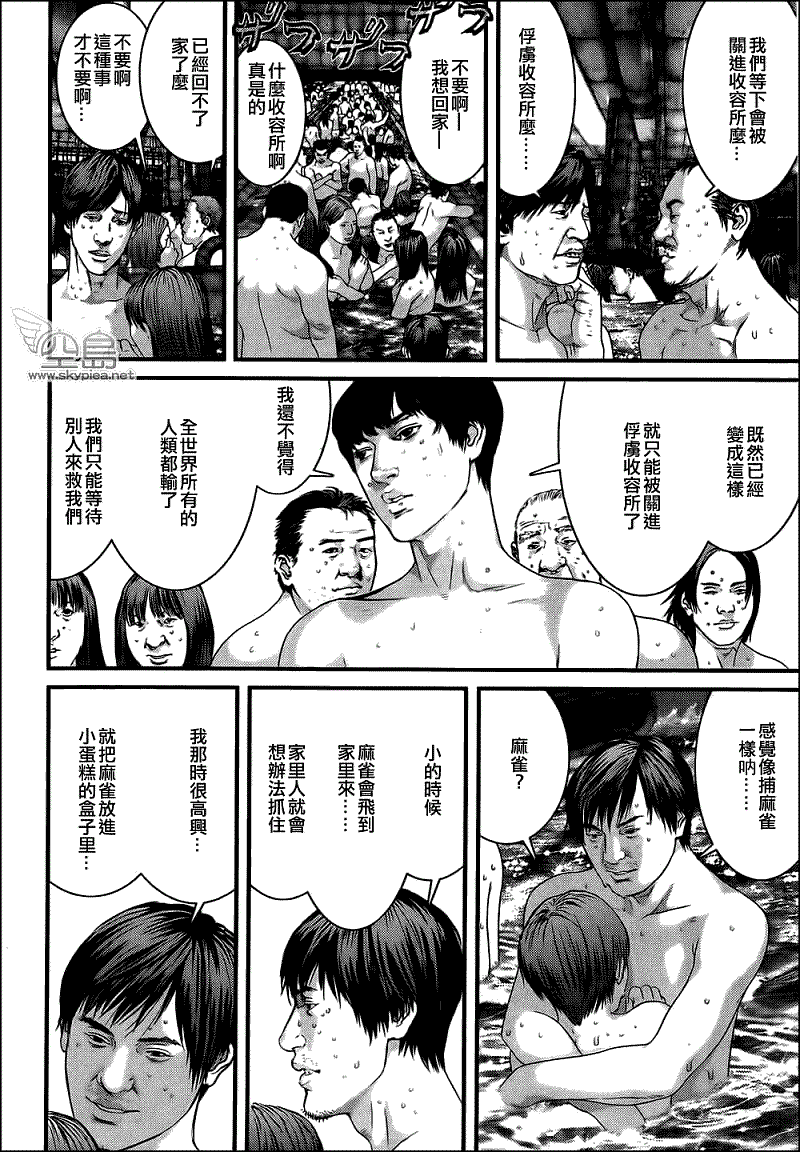 我們等下會被
關進收容所麼…
俘虜收容所麼…
ザッ
ザッ
ザッ
不要啊—
我想回家—
什麼收容所啊
真是的
已經回不了
家了麼
不要啊
這種事
才不要啊…
空島
www.skypiea.net
既然已經
變成這樣
就只能被關進
俘虜收容所了
我還不覺得
全世界所有的
人類都輸了
我們只能等待
別人來救我們
感覺像捕麻雀
一樣吶……
麻雀?
小的時候
麻雀會飛到
家里來……
家里人就會
想辦法抓住
我那時很高興…
就把麻雀放進
小蛋糕的盒子里…